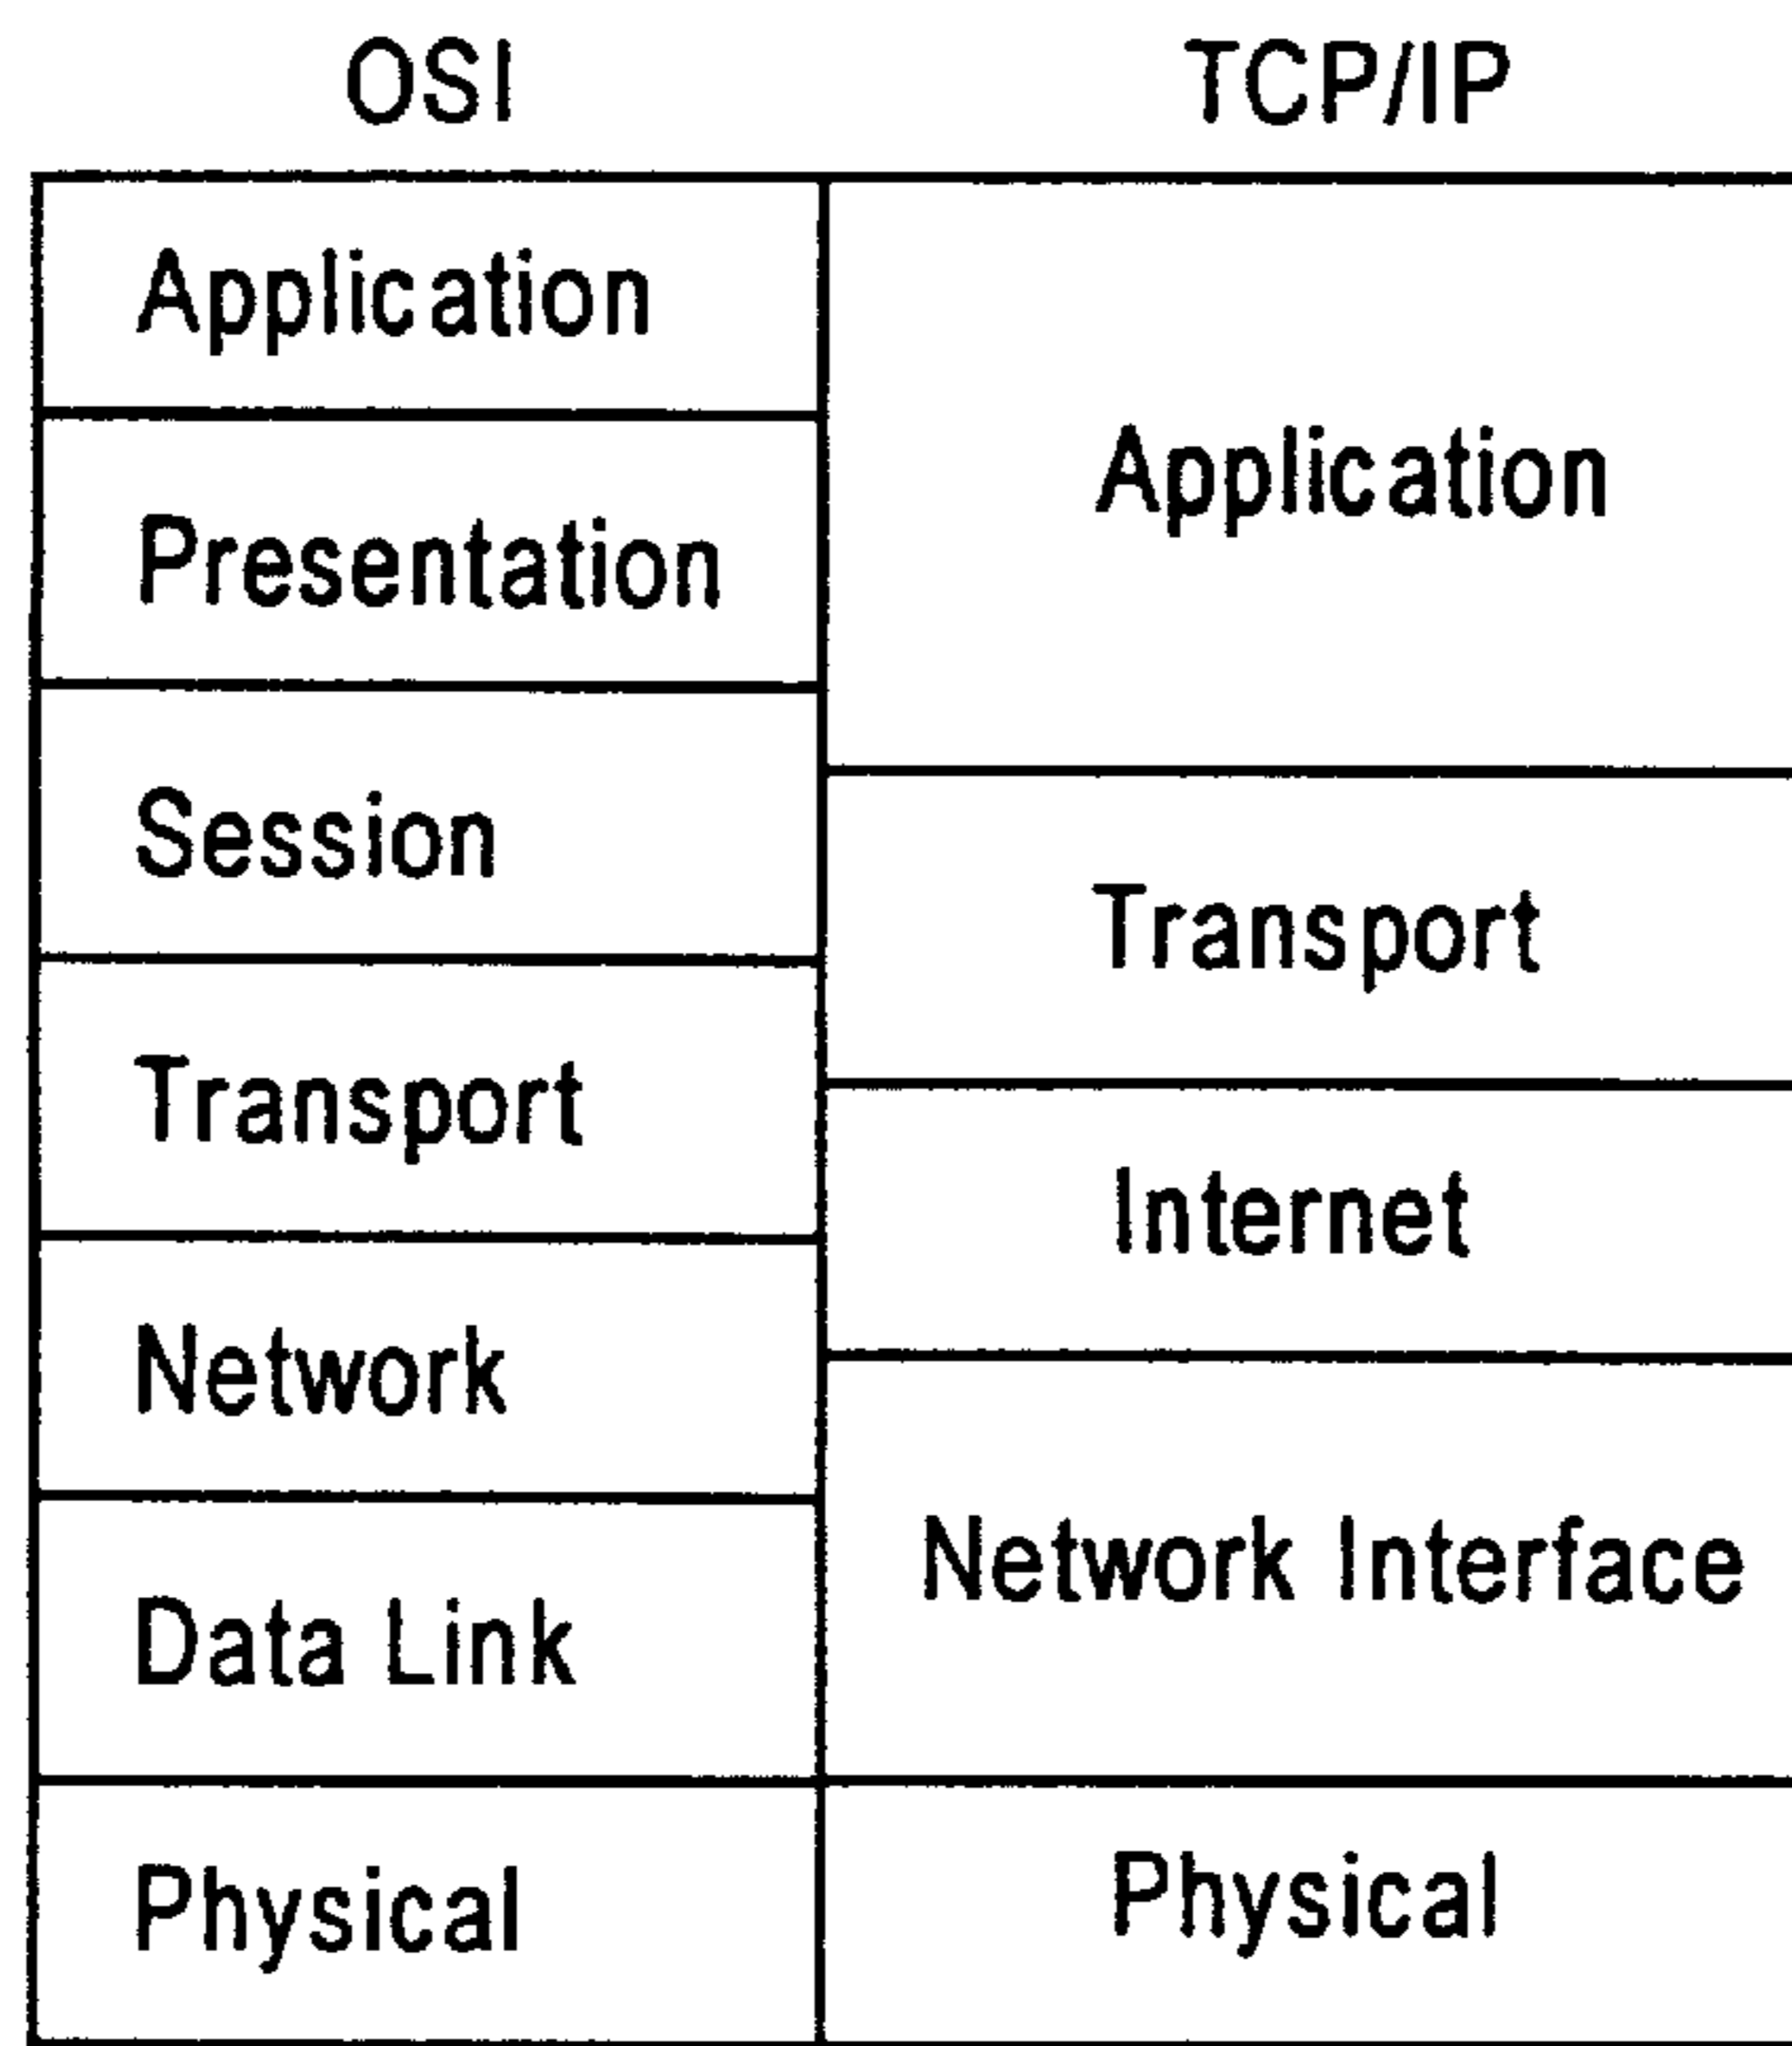 OSI
TCP/IP
Application
Presentation
Session
Transport
Network
Data Link
Physical
Application
Transport
Internet
Network Interface
Physical